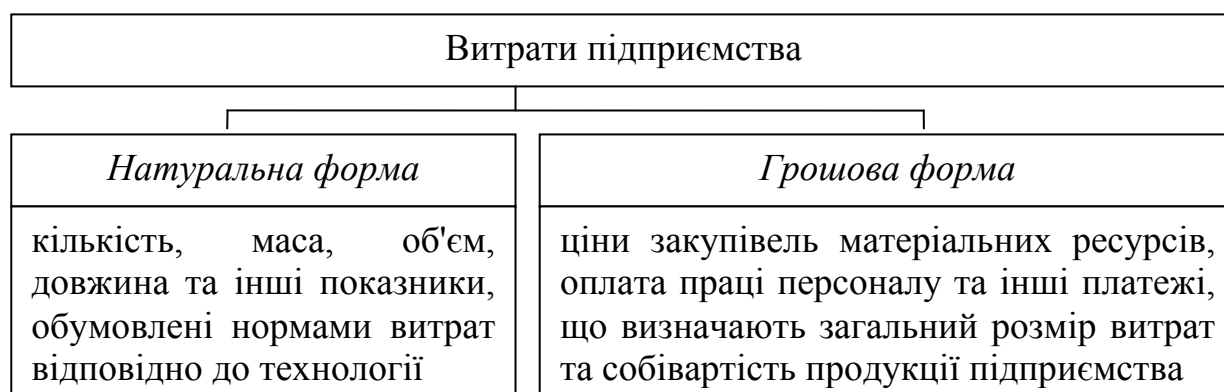 Витрати підприємства
Натуральна форма
кількість, маса, об'єм,
довжина та інші показники,
обумовлені нормами витрат
відповідно до технології
Грошова форма
ціни закупівель матеріальних ресурсів,
оплата праці персоналу та інші платежі,
що визначають загальний розмір витрат
та собівартість продукції підприємства